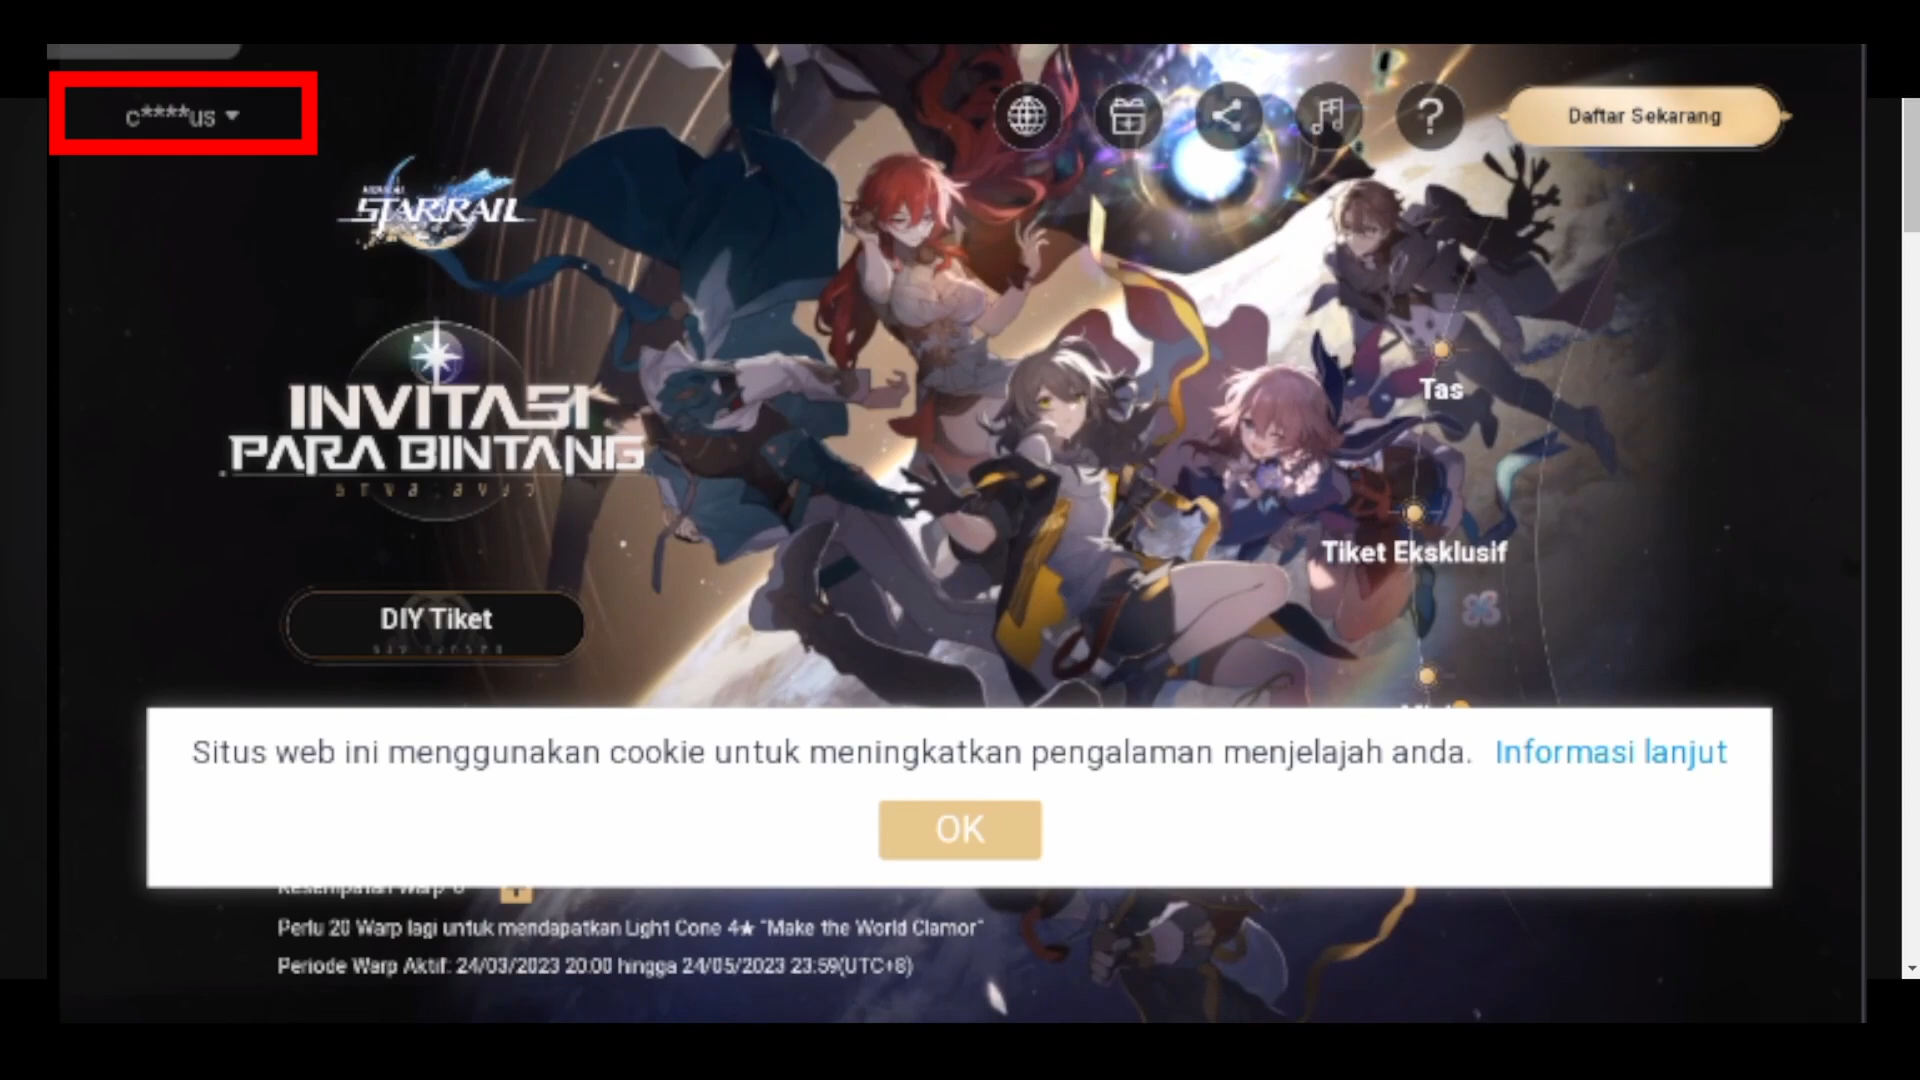 c****us
Daftar Sekarang
STAR RAIL
INVITASI
PARA BINTANG
Tas
Tiket Eksklusif
DIY Tiket
Situs web ini menggunakan cookie untuk meningkatkan pengalaman menjelajah anda. Informasi lanjut
OK
Perlu 20 Warp lagi untuk mendapatkan Light Cone 4★ "Make the World Clamor"
Periode Warp Aktif: 24/03/2023 20:00 hingga 24/05/2023 23:59(UTC+8)